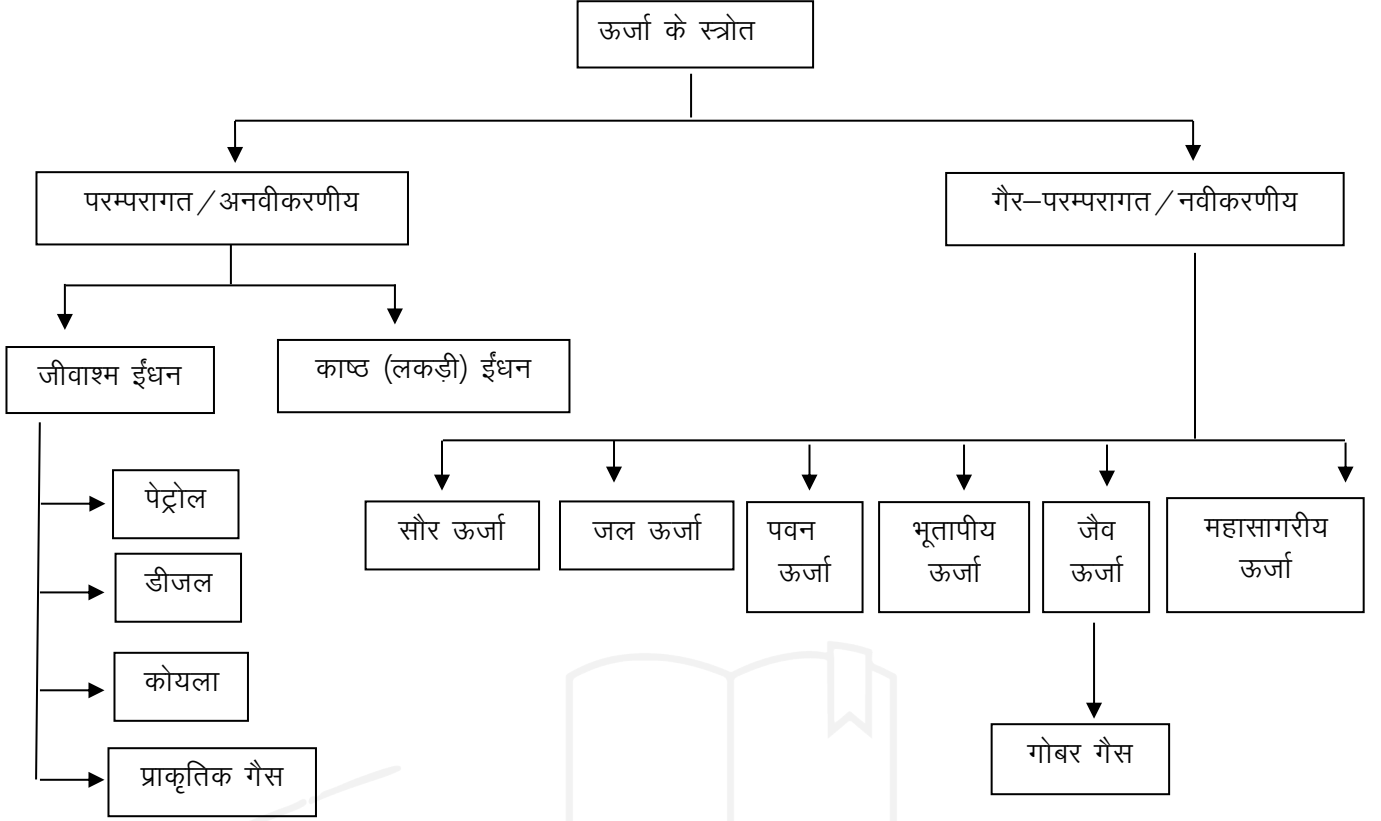 ऊर्जा के स्त्रोत
परम्परागत/अनवीकरणीय
गैर–परम्परागत/नवीकरणीय
जीवाश्म ईंधन
काष्ठ (लकड़ी) ईंधन
पेट्रोल
डीजल
कोयला
प्राकृतिक गैस
सौर ऊर्जा
जल ऊर्जा
पवन
ऊर्जा
भूतापीय
ऊर्जा
जैव
ऊर्जा
महासागरीय
ऊर्जा
गोबर गैस